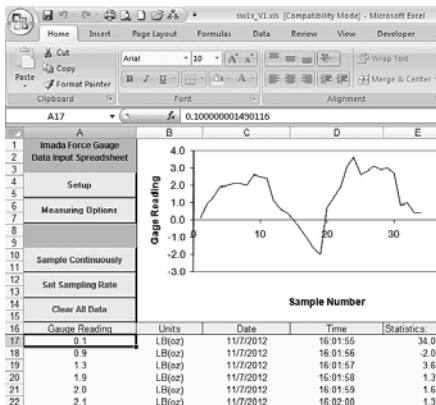 sw1x_V1.xls [Compatibility Mode] - Microsoft Excel
Home Insert Page Layout Formulas Data Review View Developer
Cut
Copy
Format Painter
Paste
Clipboard
Arial 10 A A
B I U A
Font
Wrap Text
Merge & Center
Alignment
A17 fx 0.100000001490116
A B C D E
1 Imada Force Gauge
2 Data Input Spreadsheet
3
4 Setup
5
6 Measuring Options
7
8
9
10 Sample Continuously
11
12 Set Sampling Rate
13
14 Clear All Data
15
Gage Reading
4.0
3.0
2.0
1.0
0.0
-1.0
-2.0
-3.0
0 10 20 30
Sample Number
16 Gauge Reading Units Date Time Statistics:
17 0.1 LB(oz) 11/7/2012 16:01:55 34.0
18 0.9 LB(oz) 11/7/2012 16:01:56 -2.0
19 1.3 LB(oz) 11/7/2012 16:01:57 3.6
20 1.9 LB(oz) 11/7/2012 16:01:58 1.3
21 2.0 LB(oz) 11/7/2012 16:01:59 1.6
22 2.1 LB(oz) 11/7/2012 16:02:00 1.3